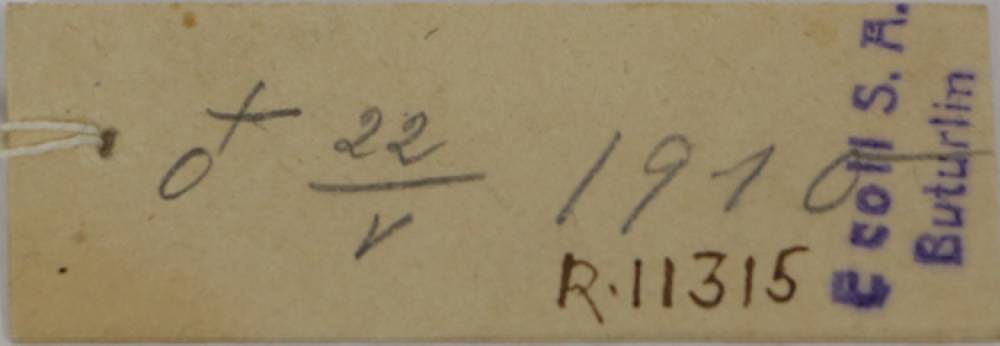 ♀ 22/V 1910
R.11315
E coll S. A.
Buturlin